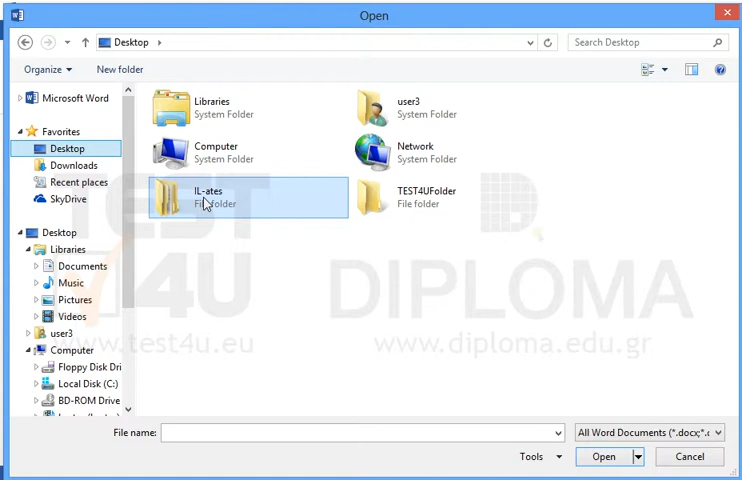 Open
Desktop
Search Desktop
Organize
New folder
Microsoft Word
Favorites
Desktop
Downloads
Recent places
SkyDrive
Desktop
Libraries
Documents
Music
Pictures
Videos
user3
Computer
Floppy Disk Dri
Local Disk (C:)
BD-ROM Drive
Libraries
System Folder
user3
System Folder
Computer
System Folder
Network
System Folder
IL-ates
File folder
TEST4UFolder
File folder
TEST
4U
DIPLOMA
www.test4u.eu
www.diploma.edu.gr
File name:
All Word Documents (*.docx;*.c
Tools
Open
Cancel